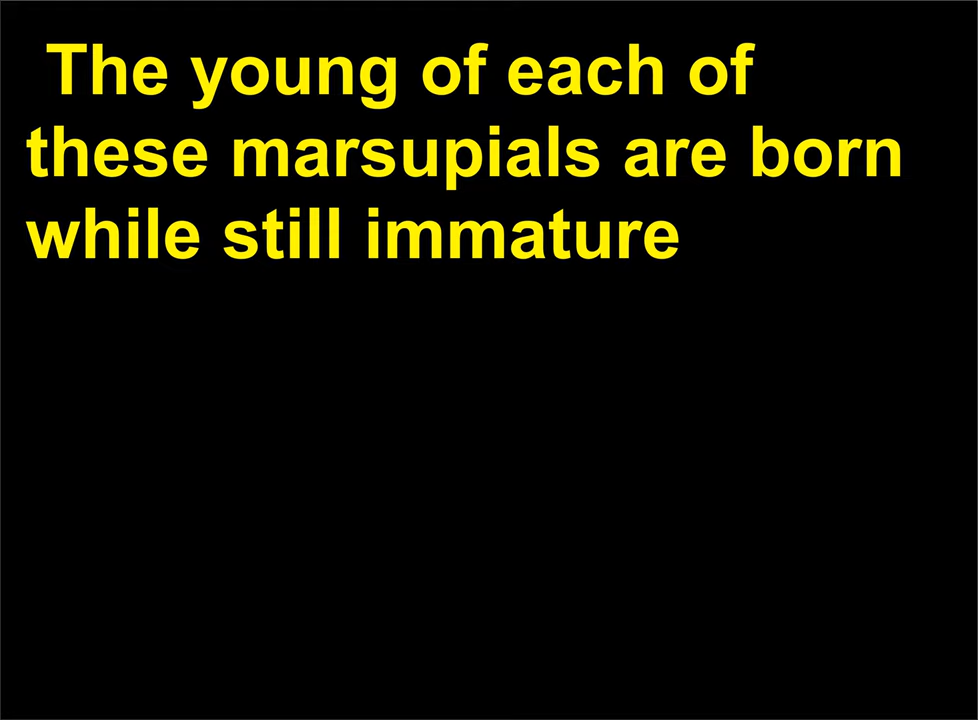 The young of each of
these marsupials are born
while still immature